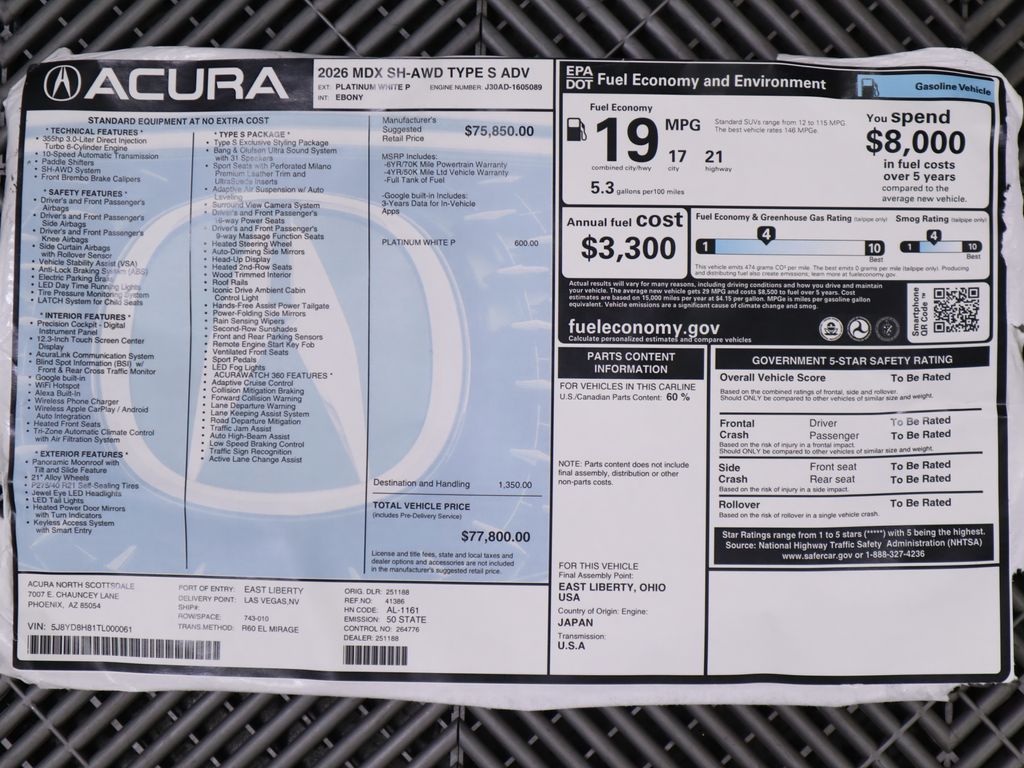 ACURA
2026 MDX SH-AWD TYPE S ADV
EXT: PLATINUM WHITE P ENGINE NUMBER: J30AD-1605089
INT: EBONY
STANDARD EQUIPMENT AT NO EXTRA COST
* TECHNICAL FEATURES *
• 355hp 3.0-Liter Direct Injection
Turbo 6-Cylinder Engine
• 10-Speed Automatic Transmission
• Paddle Shifters
• SH-AWD System
• Front Brembo Brake Calipers
* SAFETY FEATURES *
• Driver's and Front Passenger's
Airbags
• Driver's and Front Passenger's
Side Airbags
• Driver's and Front Passenger's
Knee Airbags
• Side Curtain Airbags
with Rollover Sensor
• Vehicle Stability Assist (VSA)
• Anti-Lock Braking System (ABS)
• Electric Parking Brake
• LED Day Time Running Lights
• Tire Pressure Monitoring System
• LATCH System for Child Seats
* INTERIOR FEATURES *
• Precision Cockpit - Digital
Instrument Panel
• 12.3-Inch Touch Screen Center
Display
• AcuraLink Communication System
• Blind Spot Information (BSI) w/
Front & Rear Cross Traffic Monitor
• Google built-in
• WiFi Hotspot
• Alexa Built-In
• Wireless Phone Charger
• Wireless Apple CarPlay / Android
Auto Integration
• Heated Front Seats
• Tri-Zone Automatic Climate Control
with Air Filtration System
* EXTERIOR FEATURES *
• Panoramic Moonroof with
Tilt and Slide Feature
• 21" Alloy Wheels
• P275/40 R21 Self-Sealing Tires
• Jewel Eye LED Headlights
• LED Tail Lights
• Heated Power Door Mirrors
with Turn Indicators
• Keyless Access System
with Smart Entry
* TYPE S PACKAGE *
• Type S Exclusive Styling Package
• Bang & Olufsen Ultra Sound System
with 31 Speakers
• Sport Seats with Perforated Milano
Premium Leather Trim and
UltraSuede Inserts
• Adaptive Air Suspension w/ Auto
Leveling
• Surround View Camera System
• Driver's and Front Passenger's
16-way Power Seats
• Driver's and Front Passenger's
9-way Massage Function Seats
• Heated Steering Wheel
• Auto-Dimming Side Mirrors
• Head-Up Display
• Heated 2nd-Row Seats
• Wood Trimmed Interior
• Roof Rails
• Iconic Drive Ambient Cabin
Control Light
• Hands-Free Assist Power Tailgate
• Power-Folding Side Mirrors
• Rain Sensing Wipers
• Second-Row Sunshades
• Front and Rear Parking Sensors
• Remote Engine Start Key Fob
• Ventilated Front Seats
• Sport Pedals
• LED Fog Lights
* ACURAWATCH 360 FEATURES *
• Adaptive Cruise Control
• Collision Mitigation Braking
• Forward Collision Warning
• Lane Departure Warning
• Lane Keeping Assist System
• Road Departure Mitigation
• Traffic Jam Assist
• Auto High-Beam Assist
• Low Speed Braking Control
• Traffic Sign Recognition
• Active Lane Change Assist
Manufacturer's
Suggested
Retail Price $75,850.00
MSRP Includes:
-6YR/70K Mile Powertrain Warranty
-4YR/50K Mile Ltd Vehicle Warranty
-Full Tank of Fuel
-Google built-in Includes:
3-Years Data for In-Vehicle
Apps
PLATINUM WHITE P 600.00
Destination and Handling 1,350.00
TOTAL VEHICLE PRICE
(includes Pre-Delivery Service)
$77,800.00
License and title fees, state and local taxes and
dealer options and accessories are not included
in the manufacturer's suggested retail price.
ACURA NORTH SCOTTSDALE
7007 E. CHAUNCEY LANE
PHOENIX, AZ 85054
VIN: 5J8YD8H81TL000061
PORT OF ENTRY: EAST LIBERTY
DELIVERY POINT: LAS VEGAS,NV
SHIP#:
ROW/SPACE: 743-010
TRANS METHOD: R60 EL MIRAGE
ORIG. DLR: 251188
REF.NO: 41386
HN CODE: AL-1161
EMISSION: 50 STATE
CONTROL NO: 264776
DEALER: 251188
EPA
DOT Fuel Economy and Environment
Gasoline Vehicle
Fuel Economy
19 MPG
17 21
combined city/hwy city highway
5.3 gallons per100 miles
Standard SUVs range from 12 to 115 MPG.
The best vehicle rates 146 MPGe.
You spend
$8,000
in fuel costs
over 5 years
compared to the
average new vehicle.
Annual fuel cost
$3,300
Fuel Economy & Greenhouse Gas Rating (tailpipe only) Smog Rating (tailpipe only)
4 4
1 10 1 10
Best Best
This vehicle emits 474 grams CO² per mile. The best emits 0 grams per mile (tailpipe only). Producing
and distributing fuel also creates emissions; learn more at fueleconomy.gov.
Actual results will vary for many reasons, including driving conditions and how you drive and maintain
your vehicle. The average new vehicle gets 29 MPG and costs $8,500 to fuel over 5 years. Cost
estimates are based on 15,000 miles per year at $4.15 per gallon. MPGe is miles per gasoline gallon
equivalent. Vehicle emissions are a significant cause of climate change and smog.
fueleconomy.gov
Calculate personalized estimates and compare vehicles
Smartphone
QR Code ™
PARTS CONTENT
INFORMATION
FOR VEHICLES IN THIS CARLINE
U.S./Canadian Parts Content: 60 %
NOTE: Parts content does not include
final assembly, distribution or other
non-parts costs.
FOR THIS VEHICLE
Final Assembly Point:
EAST LIBERTY, OHIO
USA
Country of Origin: Engine:
JAPAN
Transmission:
U.S.A
GOVERNMENT 5-STAR SAFETY RATING
Overall Vehicle Score To Be Rated
Based on the combined ratings of frontal, side and rollover.
Should ONLY be compared to other vehicles of similar size and weight.
Frontal Driver To Be Rated
Crash Passenger To Be Rated
Based on the risk of injury in a frontal impact.
Should ONLY be compared to other vehicles of similar size and weight.
Side Front seat To Be Rated
Crash Rear seat To Be Rated
Based on the risk of injury in a side impact.
Rollover To Be Rated
Based on the risk of rollover in a single vehicle crash.
Star Ratings range from 1 to 5 stars (*****) with 5 being the highest.
Source: National Highway Traffic Safety Administration (NHTSA)
www.safercar.gov or 1-888-327-4236